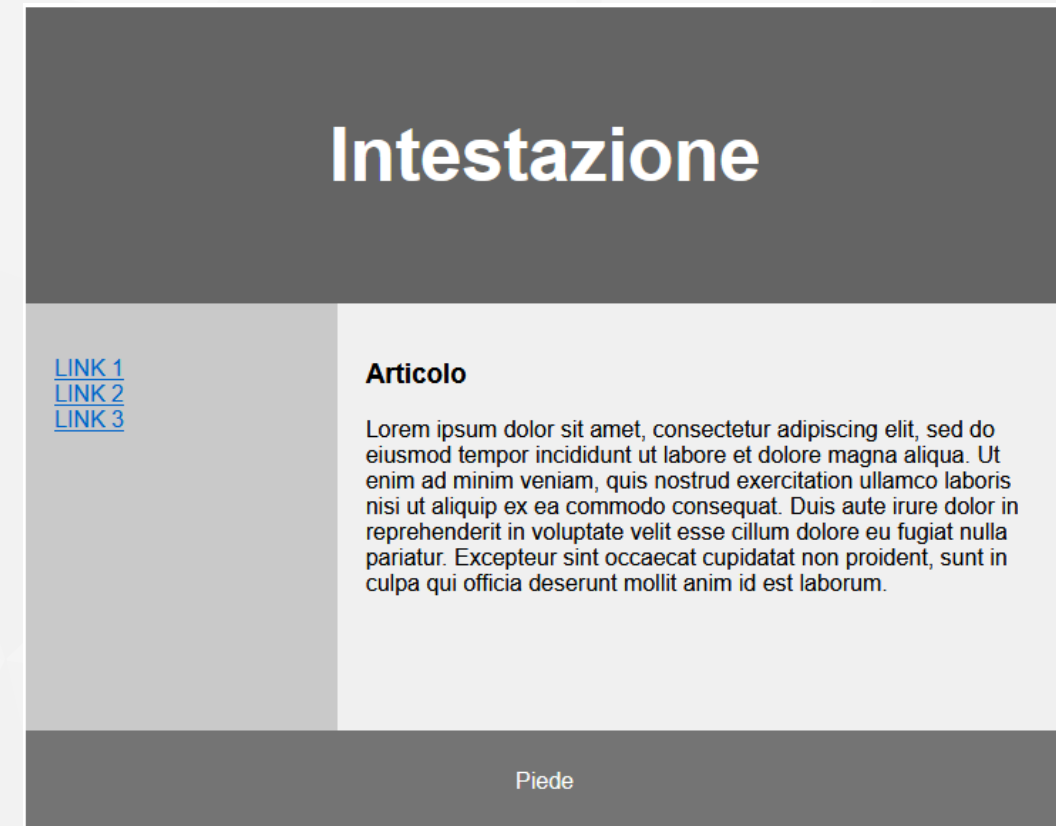 Intestazione
LINK 1
LINK 2
LINK 3
Articolo
Lorem ipsum dolor sit amet, consectetur adipiscing elit, sed do
eiusmod tempor incididunt ut labore et dolore magna aliqua. Ut
enim ad minim veniam, quis nostrud exercitation ullamco laboris
nisi ut aliquip ex ea commodo consequat. Duis aute irure dolor in
reprehenderit in voluptate velit esse cillum dolore eu fugiat nulla
pariatur. Excepteur sint occaecat cupidatat non proident, sunt in
culpa qui officia deserunt mollit anim id est laborum.
Piede